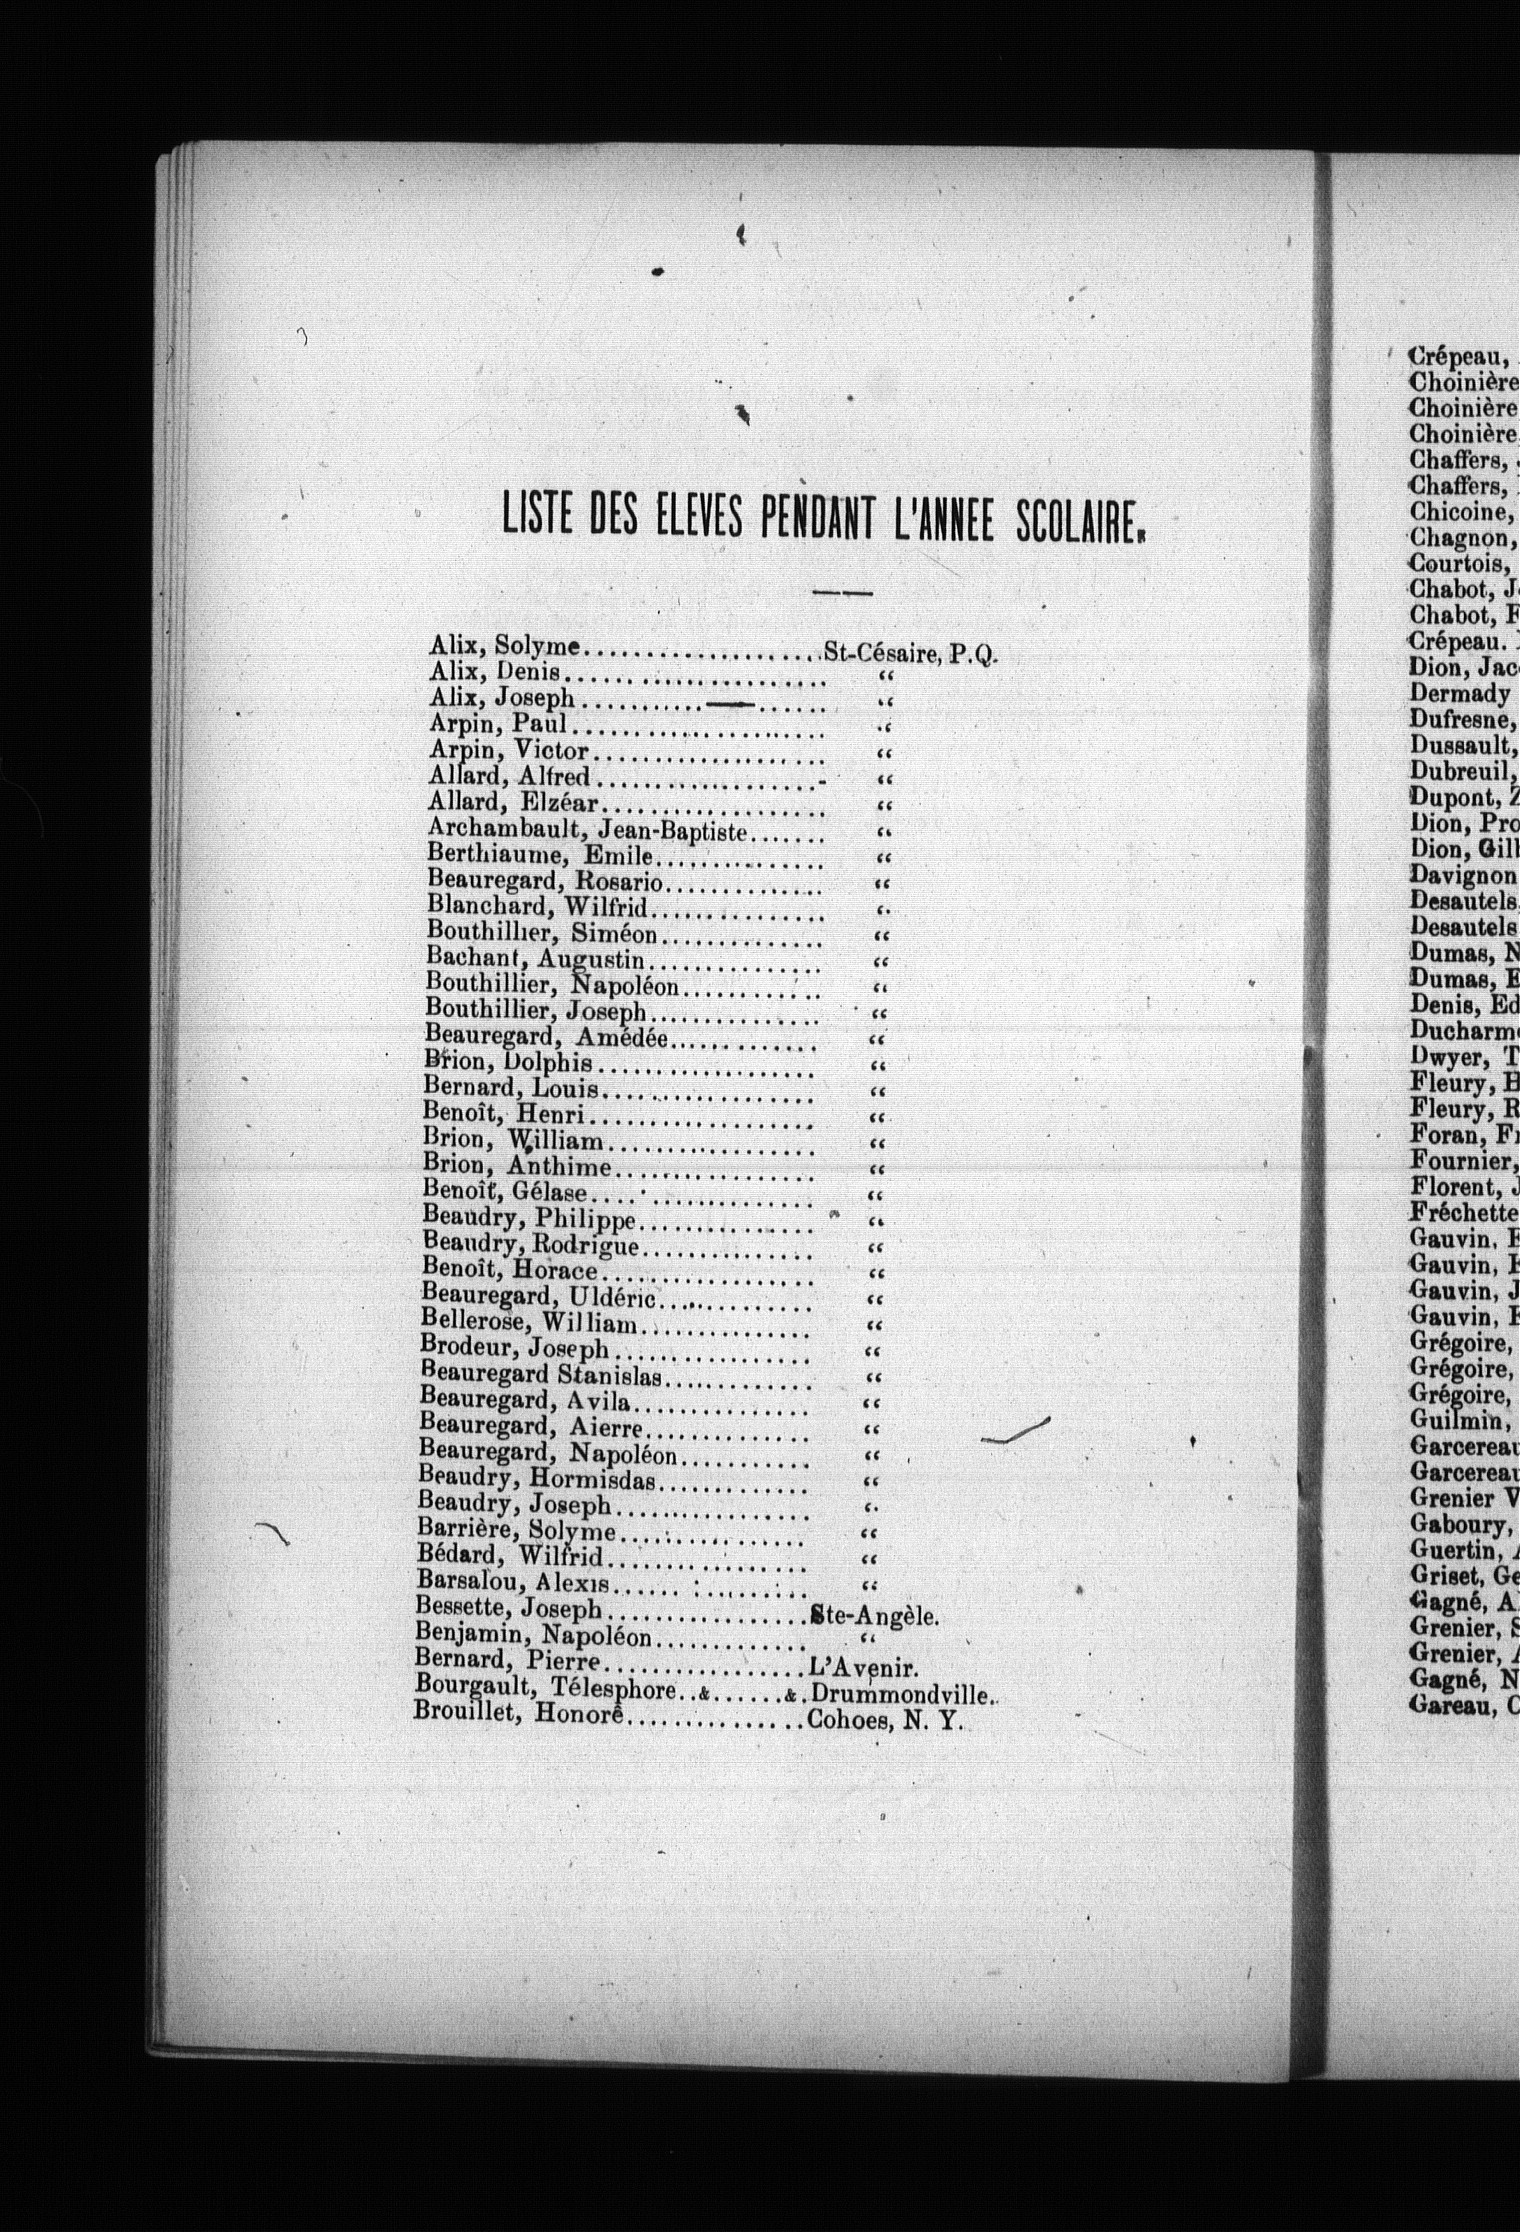 LISTE DES ELEVES PENDANT L'ANNEE SCOLAIRE.
Alix, Solyme....................St-Césaire, P.Q.
Alix, Denis...................... “
Alix, Joseph...........——...... “
Arpin, Paul...................... “
Arpin, Victor.................... “
Allard, Alfred...................- “
Allard, Elzéar................... “
Archambault, Jean-Baptiste....... “
Berthiaume, Emile............... “
Beauregard, Rosario.............. “
Blanchard, Wilfrid............... “
Bouthillier, Siméon.............. “
Bachant, Augustin............... “
Bouthillier, Napoléon............ “
Bouthillier, Joseph............... “
Beauregard, Amédée............. “
Brion, Dolphis................... “
Bernard, Louis................... “
Benoît, Henri.................... “
Brion, William................... “
Brion, Anthime.................. “
Benoît, Gélase................... “
Beaudry, Philippe............... “
Beaudry, Rodrigue............... “
Benoît, Horace................... “
Beauregard, Uldéric.............. “
Bellerose, William............... “
Brodeur, Joseph................. “
Beauregard Stanislas............. “
Beauregard, Avila............... “
Beauregard, Aierre.............. “
Beauregard, Napoléon........... “
Beaudry, Hormisdas............. “
Beaudry, Joseph................. “
Barrière, Solyme................. “
Bédard, Wilfrid.................. “
Barsalou, Alexis................. “
Bessette, Joseph.................Ste-Angèle.
Benjamin, Napoléon............. “
Bernard, Pierre.................L'Avenir.
Bourgault, Télesphore..&......&.Drummondville.
Brouillet, Honoré...............Cohoes, N. Y.
Crépeau,
Choinière
Choinière
Choinière,
Chaffers,
Chaffers,
Chicoine,
Chagnon,
Courtois,
Chabot,
Chabot,
Crépeau.
Dion,
Dermady
Dufresne,
Dussault,
Dubreuil,
Dupont,
Dion,
Dion,
Davignon
Desautels,
Desautels
Dumas,
Dumas,
Denis,
Ducharme
Dwyer,
Fleury,
Fleury,
Foran,
Fournier,
Florent,
Fréchette
Gauvin,
Gauvin,
Gauvin,
Gauvin,
Grégoire,
Grégoire,
Grégoire,
Guilmin,
Garcereau
Garcereau
Grenier
Gaboury,
Guertin,
Griset,
Gagné,
Grenier,
Grenier,
Gagné,
Gareau,